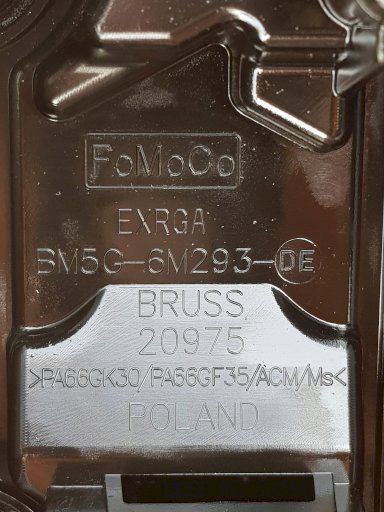 FoMoCo
EXRGA
BM5G-6M293-DE
BRUSS
20975
>PA66GK30/PA66GF35/ACM/Ms<
POLAND